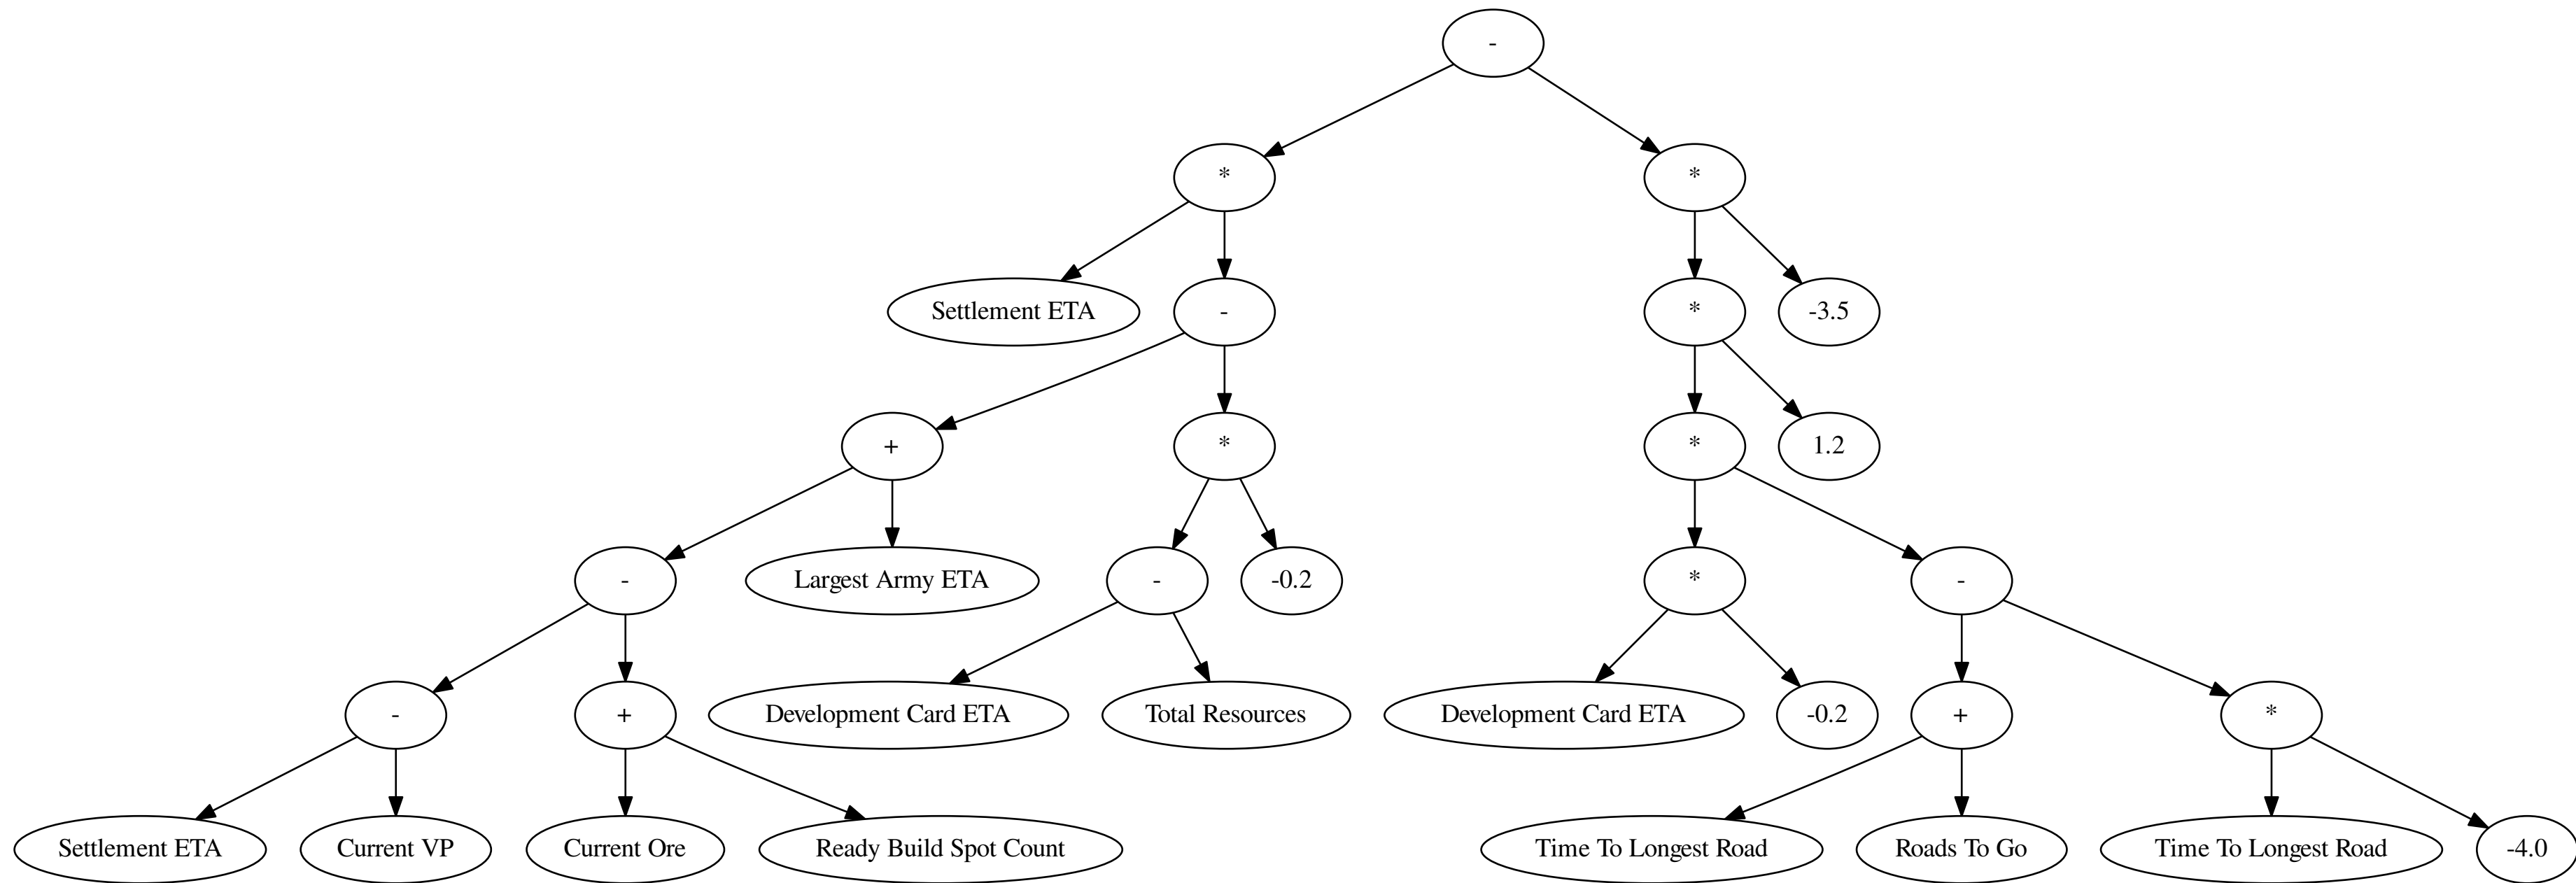 -
*
*
Settlement ETA
-
*
-3.5
+
*
*
1.2
-
Largest Army ETA
-
-0.2
*
-
-
+
Development Card ETA
Total Resources
Development Card ETA
-0.2
+
*
Settlement ETA
Current VP
Current Ore
Ready Build Spot Count
Time To Longest Road
Roads To Go
Time To Longest Road
-4.0